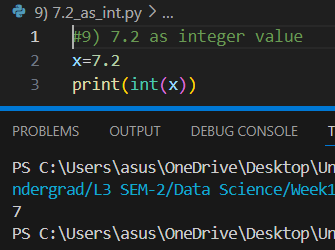 9) 7.2_as_int.py > ...
1 #9) 7.2 as integer value
2 x=7.2
3 print(int(x))
PROBLEMS OUTPUT DEBUG CONSOLE
PS C:\Users\asus\OneDrive\Desktop\Un
ndergrad/L3 SEM-2/Data Science/Week1
7
PS C:\Users\asus\OneDrive\Desktop\Un